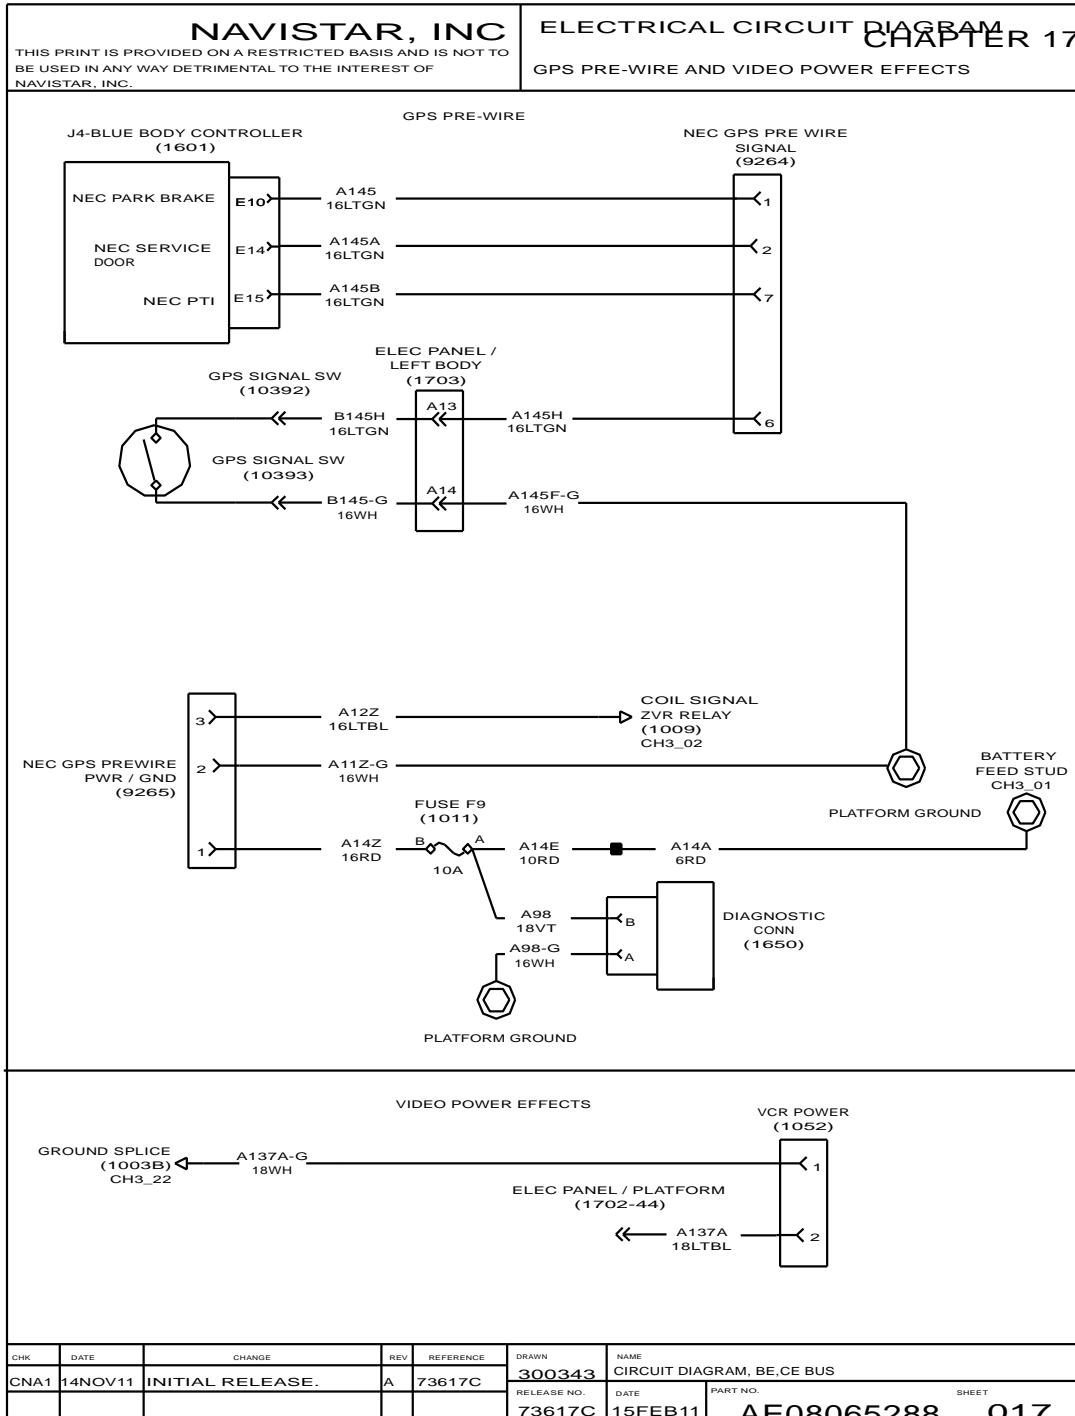 NAVISTAR, INC
THIS PRINT IS PROVIDED ON A RESTRICTED BASIS AND IS NOT TO
BE USED IN ANY WAY DETRIMENTAL TO THE INTEREST OF
NAVISTAR, INC.
ELECTRICAL CIRCUIT DIAGRAM
CHAPTER 17
GPS PRE-WIRE AND VIDEO POWER EFFECTS
GPS PRE-WIRE
J4-BLUE BODY CONTROLLER
(1601)
NEC GPS PRE WIRE
SIGNAL
(9264)
NEC PARK BRAKE
E10
A145
16LTGN
1
NEC SERVICE
DOOR
E14
A145A
16LTGN
2
NEC PTI
E15
A145B
16LTGN
7
ELEC PANEL /
LEFT BODY
(1703)
GPS SIGNAL SW
(10392)
B145H
16LTGN
A13
A145H
16LTGN
6
GPS SIGNAL SW
(10393)
B145-G
16WH
A14
A145F-G
16WH
3
A12Z
16LTBL
COIL SIGNAL
ZVR RELAY
(1009)
CH3_02
NEC GPS PREWIRE
PWR / GND
(9265)
2
A11Z-G
16WH
BATTERY
FEED STUD
CH3_01
PLATFORM GROUND
FUSE F9
(1011)
1
A14Z
16RD
B
A
10A
A14E
10RD
A14A
6RD
A98
18VT
B
DIAGNOSTIC
CONN
(1650)
A98-G
16WH
A
PLATFORM GROUND
VIDEO POWER EFFECTS
VCR POWER
(1052)
GROUND SPLICE
(1003B)
CH3_22
A137A-G
18WH
1
ELEC PANEL / PLATFORM
(1702-44)
A137A
18LTBL
2
CHK
DATE
CHANGE
REV
REFERENCE
DRAWN
NAME
CNA1
14NOV11
INITIAL RELEASE.
A
73617C
300343
CIRCUIT DIAGRAM, BE,CE BUS
RELEASE NO.
DATE
PART NO.
SHEET
73617C
15FEB11
AE08065288
017